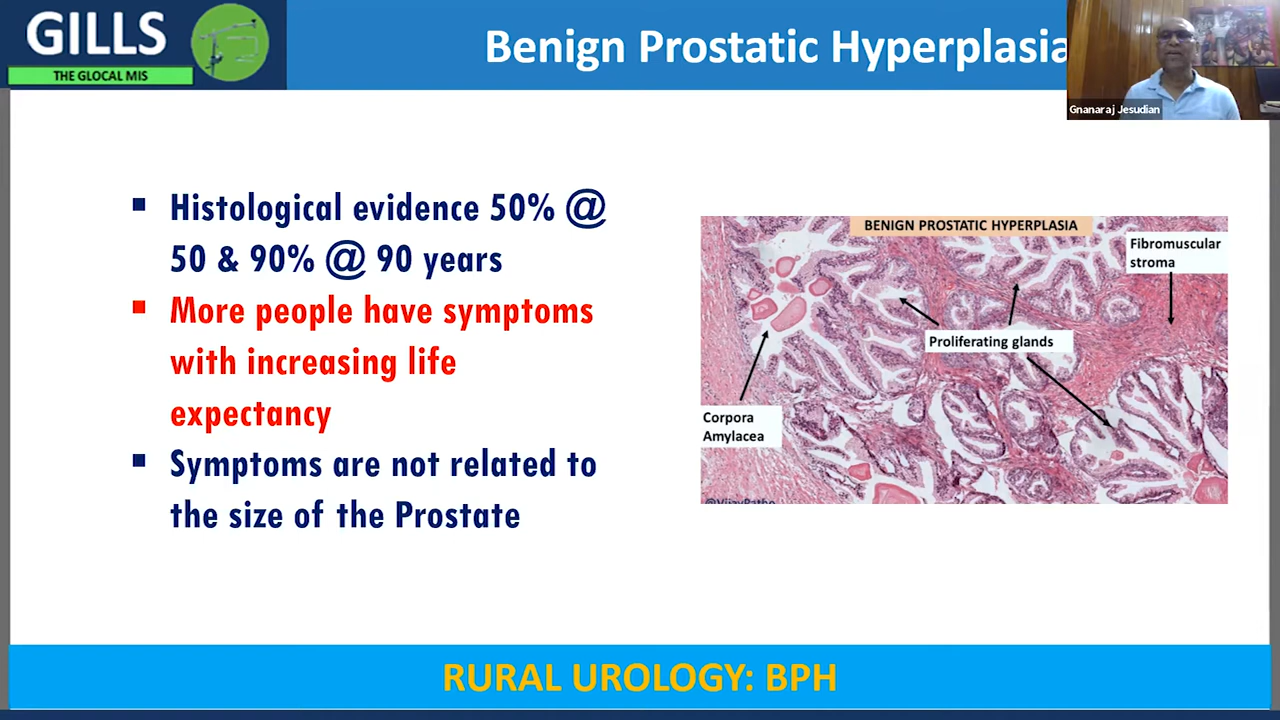 GILLS
THE GLOCAL MIS
Benign Prostatic Hyperplasia
Gnanaraj Jesudian
▪ Histological evidence 50% @
50 & 90% @ 90 years
▪ More people have symptoms
with increasing life
expectancy
▪ Symptoms are not related to
the size of the Prostate
BENIGN PROSTATIC HYPERPLASIA
Fibromuscular
stroma
Proliferating glands
Corpora
Amylacea
@VijayPatho
RURAL UROLOGY: BPH